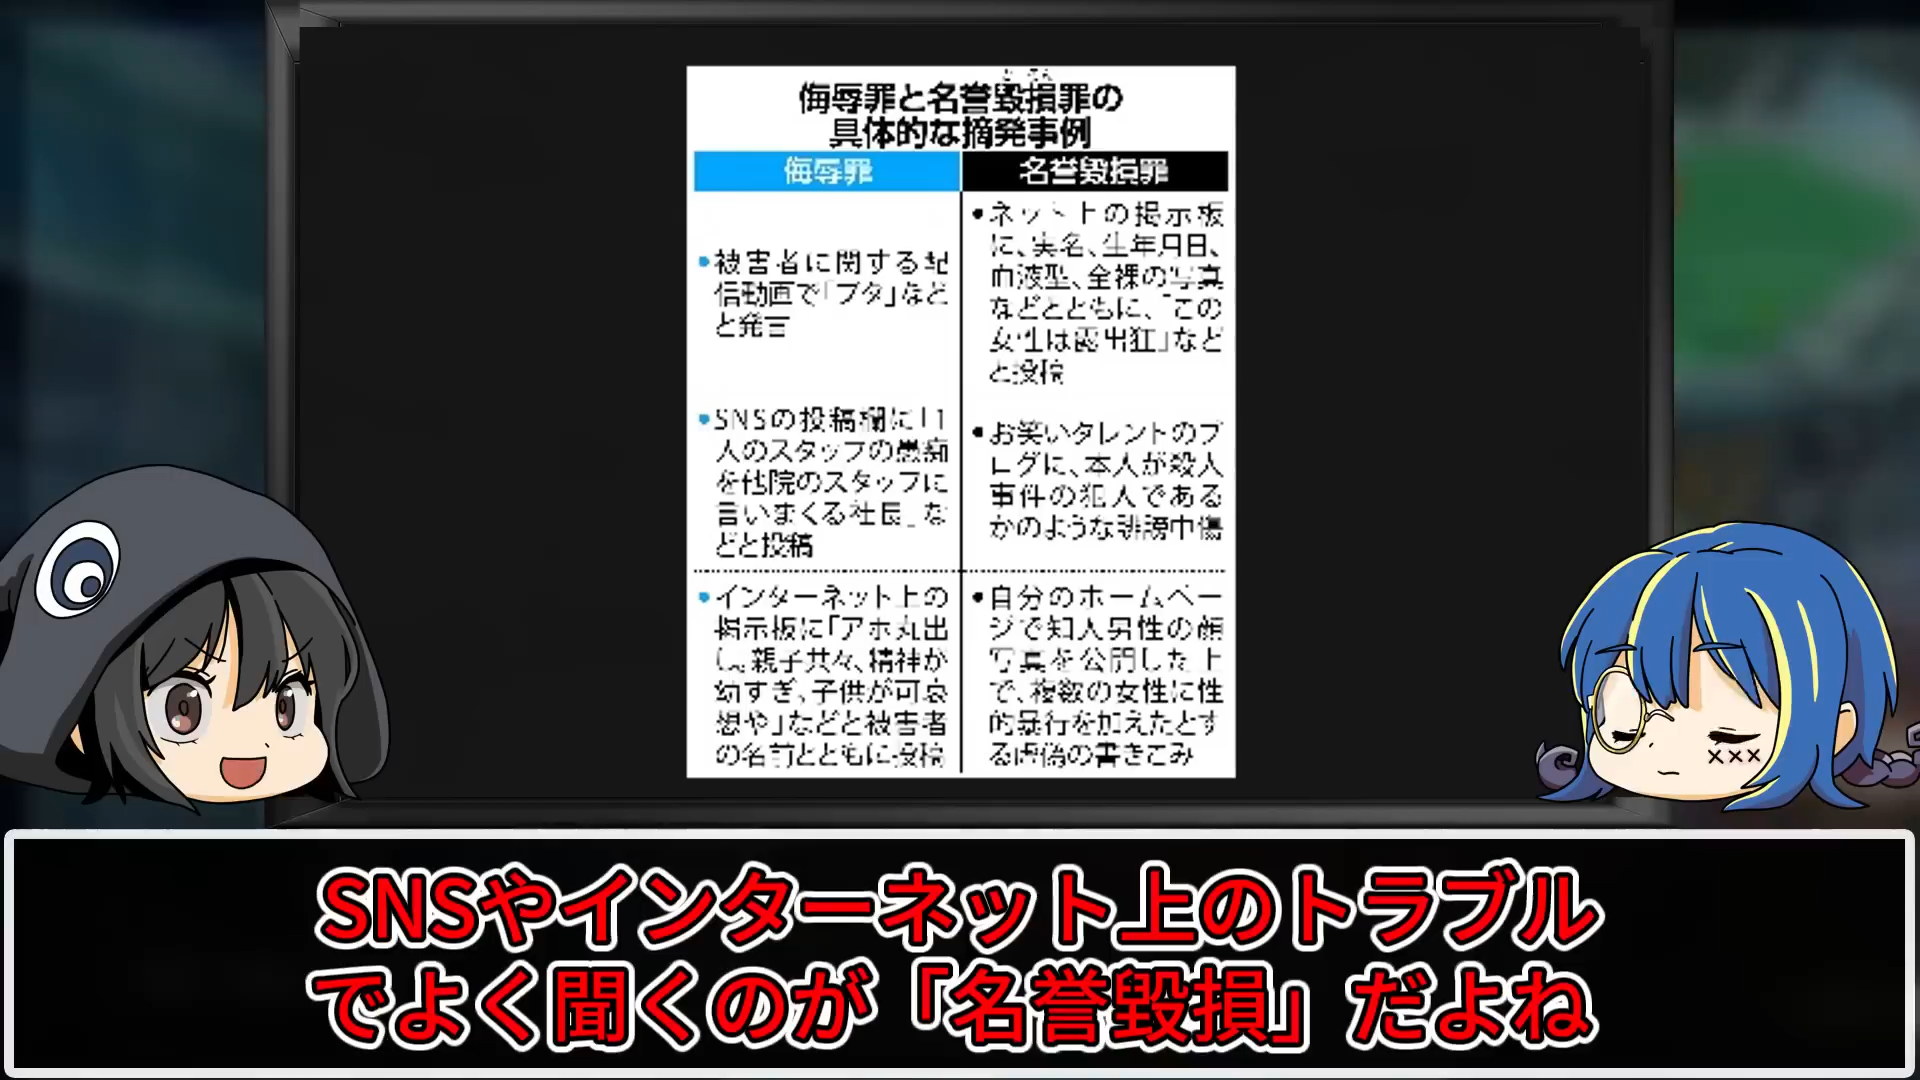 侮辱罪と名誉毀損罪の
具体的な摘発事例
侮辱罪
名誉毀損罪
•被害者に関する配
信動画で「ブタ」など
と発言
•SNSの投稿欄に「1
人のスタッフの愚痴
を他院のスタッフに
言いまくる社長」な
どと投稿
•インターネット上の
掲示板に「アホ丸出
し、親子共々、精神が
幼すぎ、子供が可哀
想や」などと被害者
の名前とともに投稿
•ネット上の掲示板
に、実名、生年月日、
血液型、全裸の写真
などとともに、「この
女性は露出狂」など
と投稿
•お笑いタレントのブ
ログに、本人が殺人
事件の犯人である
かのような誹謗中傷
•自分のホームペー
ジで知人男性の顔
写真を公開した上
で、複数の女性に性
的暴行を加えたとす
る虚偽の書きこみ
SNSやインターネット上のトラブル
でよく聞くのが「名誉毀損」だよね